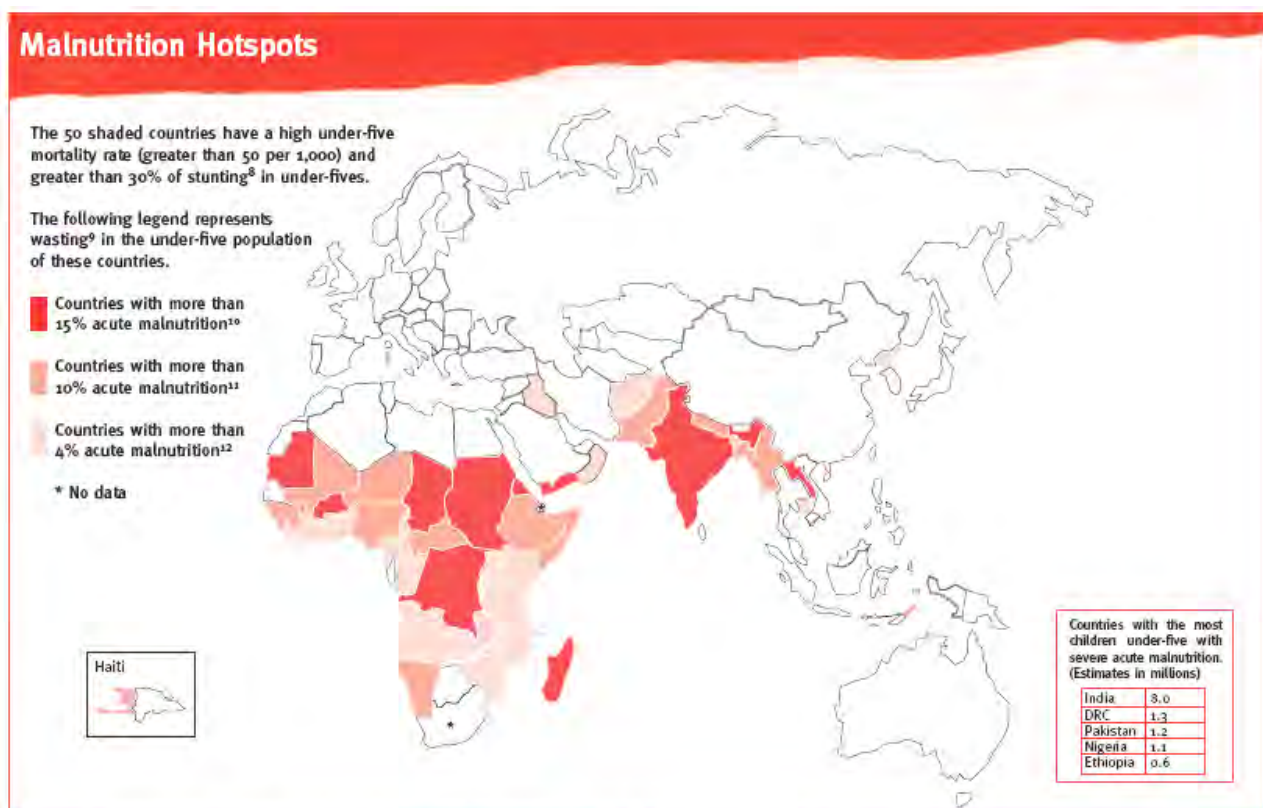 Malnutrition Hotspots
The 50 shaded countries have a high under-five
mortality rate (greater than 50 per 1,000) and
greater than 30% of stunting⁸ in under-fives.
The following legend represents
wasting⁹ in the under-five population
of these countries.
Countries with more than
15% acute malnutrition¹⁰
Countries with more than
10% acute malnutrition¹¹
Countries with more than
4% acute malnutrition¹²
* No data
*
*
Haiti
Countries with the most
children under-five with
severe acute malnutrition.
(Estimates in millions)
India 8.0
DRC 1.3
Pakistan 1.2
Nigeria 1.1
Ethiopia 0.6